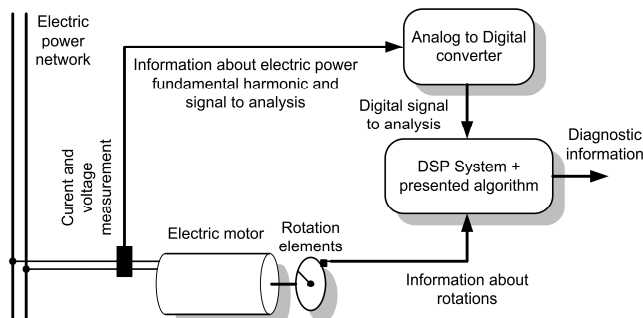 Electric
power
network
Information about electric power
fundamental harmonic and
signal to analysis
Analog to Digital
converter
Digital signal
to analysis
Diagnostic
information
DSP System +
presented algorithm
Curent and
voltage
measurement
Electric motor
Rotation
elements
Information about
rotations